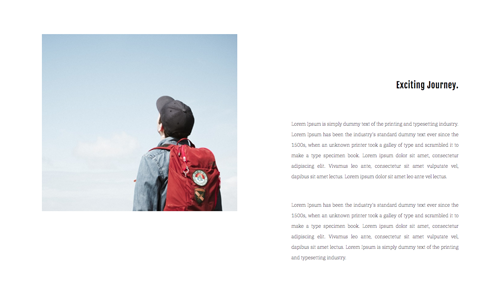 Exciting Journey.
Lorem Ipsum is simply dummy text of the printing and typesetting industry.
Lorem Ipsum has been the industry's standard dummy text ever since the
1500s, when an unknown printer took a galley of type and scrambled it to
make a type specimen book. Lorem ipsum dolor sit amet, consectetur
adipiscing elit. Vivamus leo ante, consectetur sit amet vulputate vel,
dapibus sit amet lectus. Lorem ipsum dolor sit amet leo ante vel lectus.
Lorem Ipsum has been the industry's standard dummy text ever since the
1500s, when an unknown printer took a galley of type and scrambled it to
make a type specimen book. Lorem ipsum dolor sit amet, consectetur
adipiscing elit. Vivamus leo ante, consectetur sit amet vulputate vel,
dapibus sit amet lectus. Lorem Ipsum is simply dummy text of the printing
and typesetting industry.